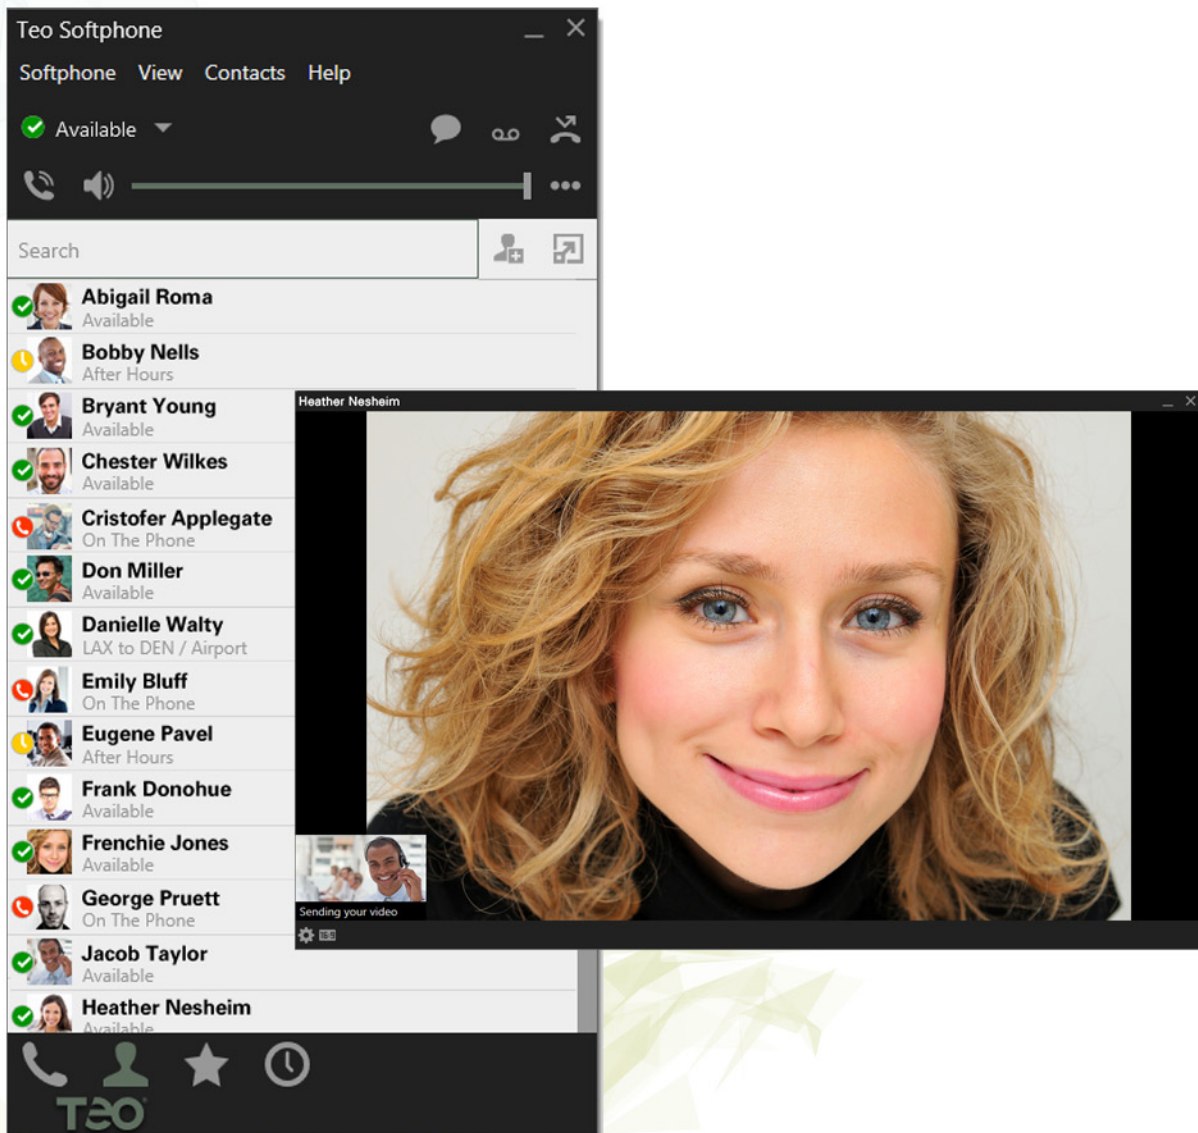 Teo Softphone
Softphone View Contacts Help
Available
Search
Abigail Roma
Available
Bobby Nells
After Hours
Bryant Young
Available
Chester Wilkes
Available
Cristofer Applegate
On The Phone
Don Miller
Available
Danielle Walty
LAX to DEN / Airport
Emily Bluff
On The Phone
Eugene Pavel
After Hours
Frank Donohue
Available
Frenchie Jones
Available
George Pruett
On The Phone
Jacob Taylor
Available
Heather Nesheim
Available
Teo
Heather Nesheim
Sending your video
16:9